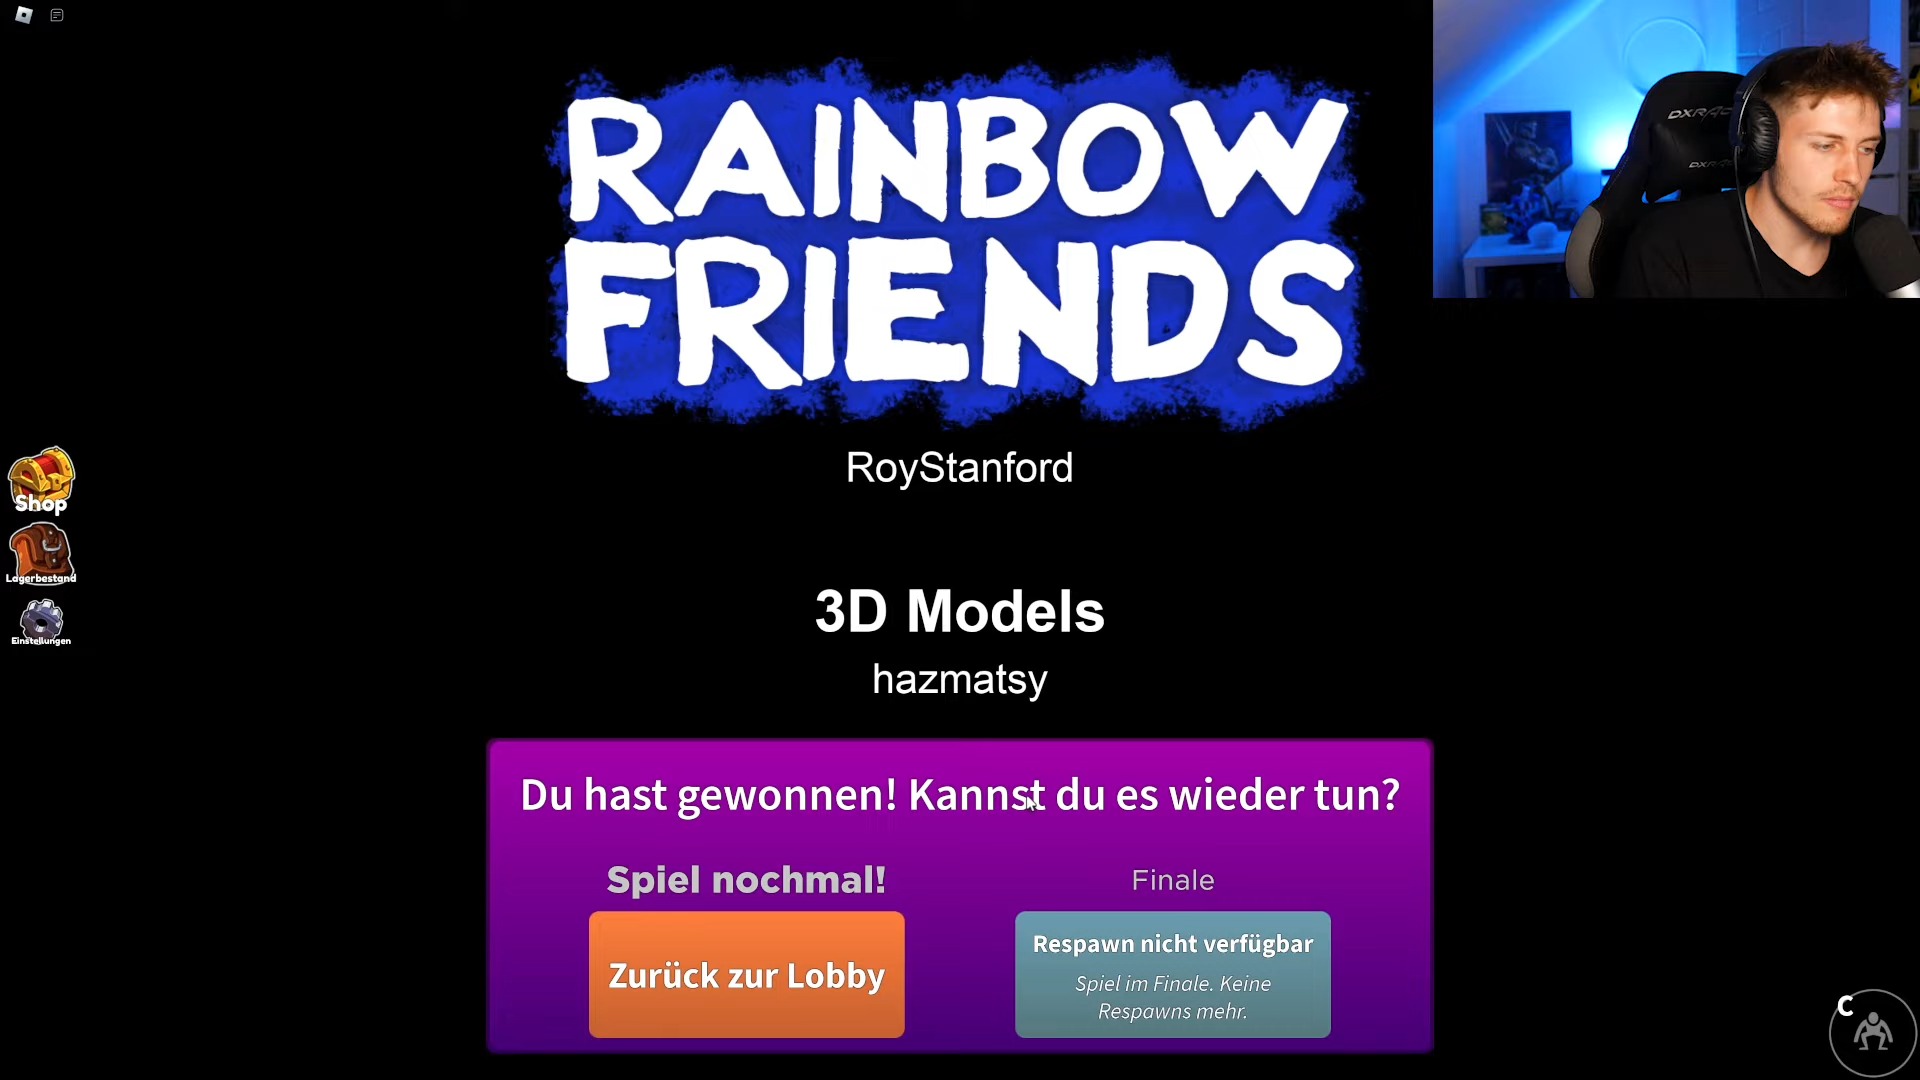 RAINBOW
FRIENDS
RoyStanford
3D Models
hazmatsy
Shop
Lagerbestand
Einstellungen
Du hast gewonnen! Kannst du es wieder tun?
Spiel nochmal!
Zurück zur Lobby
Finale
Respawn nicht verfügbar
Spiel im Finale. Keine
Respawns mehr.
C